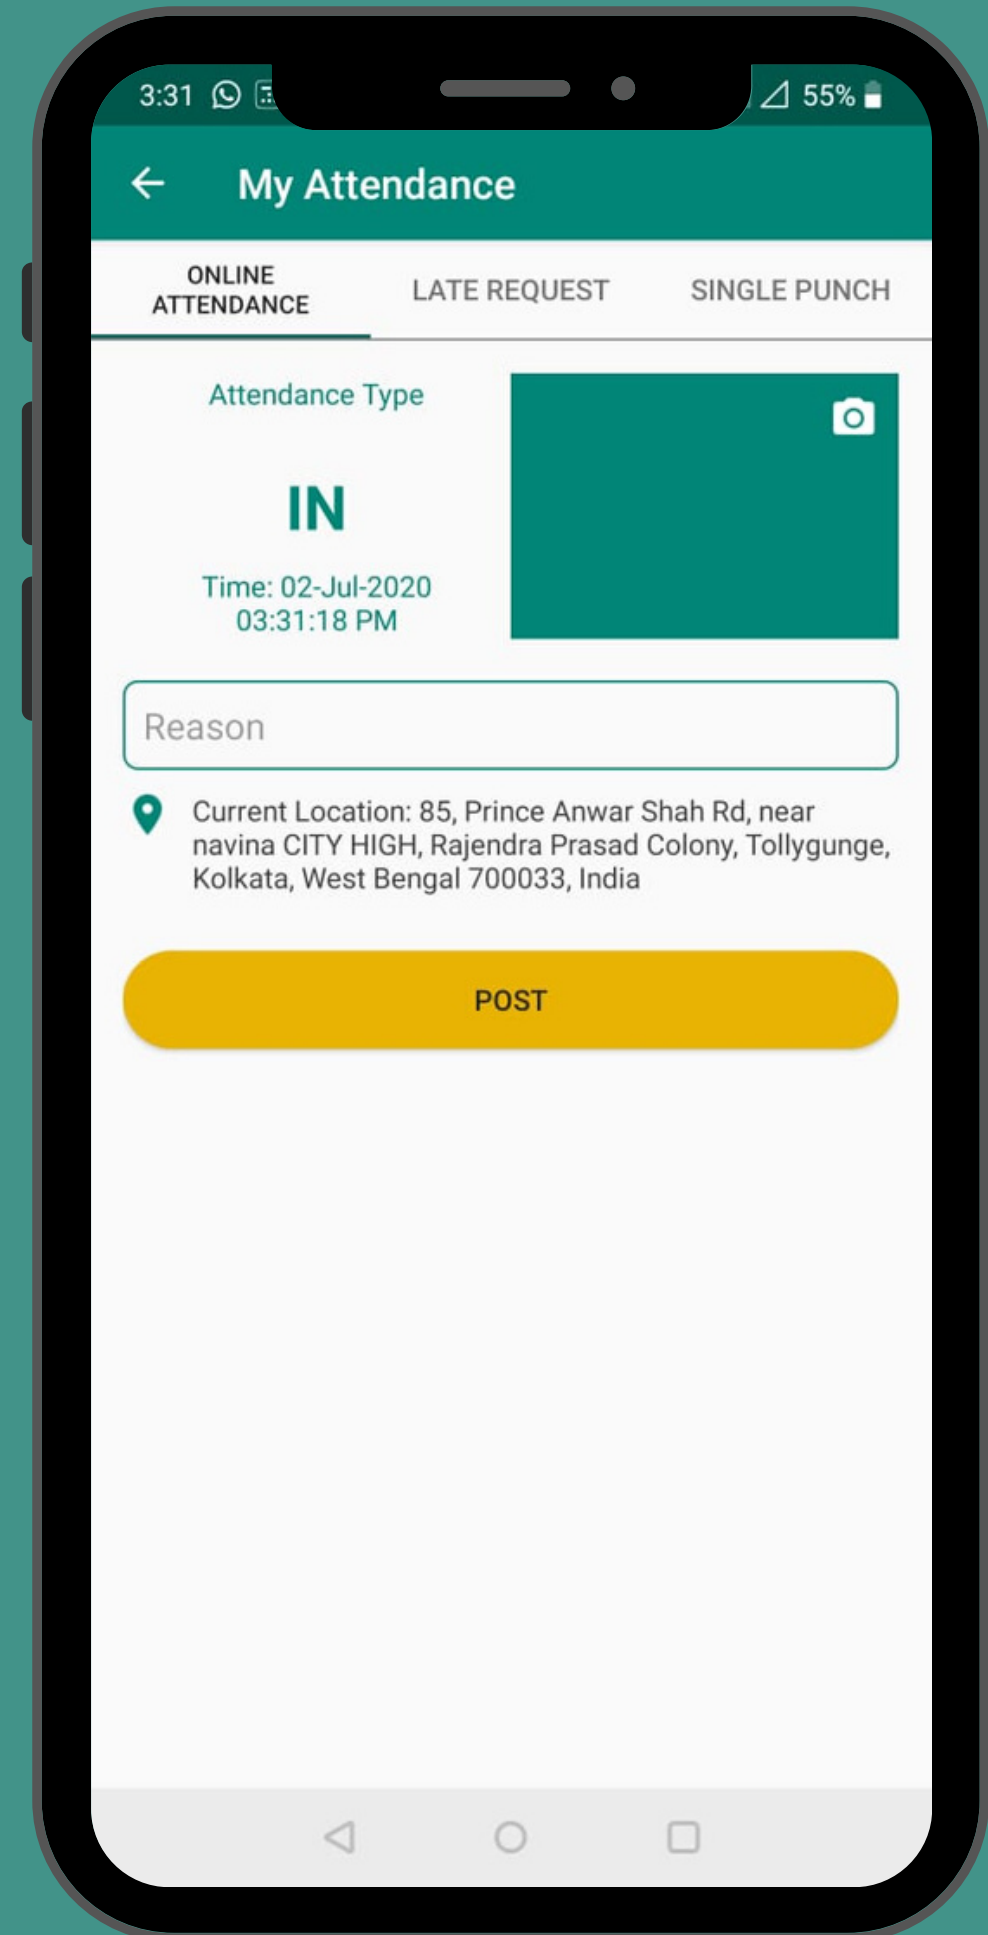 3:31
55%
My Attendance
ONLINE
ATTENDANCE
LATE REQUEST
SINGLE PUNCH
Attendance Type
IN
Time: 02-Jul-2020
03:31:18 PM
Reason
Current Location: 85, Prince Anwar Shah Rd, near
navina CITY HIGH, Rajendra Prasad Colony, Tollygunge,
Kolkata, West Bengal 700033, India
POST